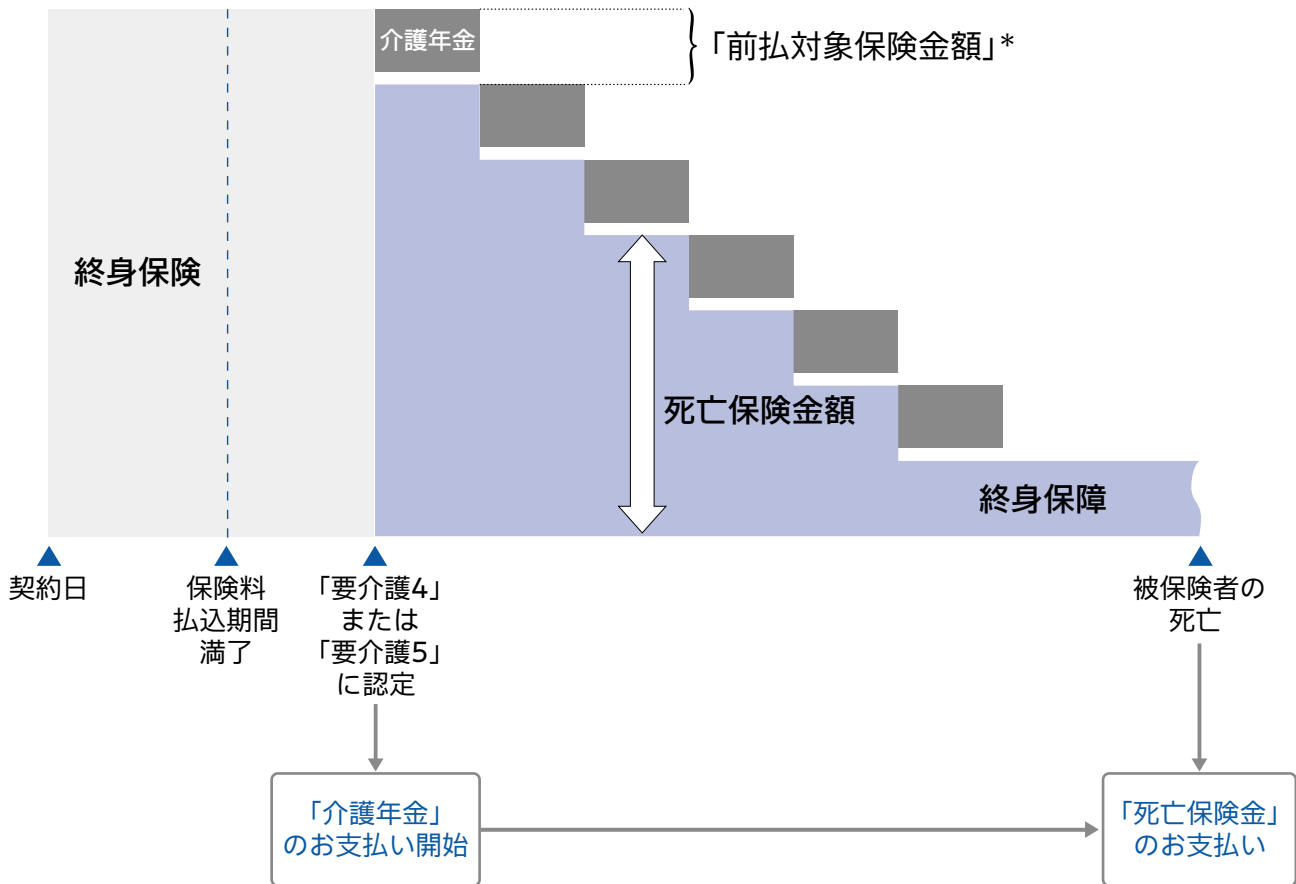 介護年金
「前払対象保険金額」*
終身保険
死亡保険金額
終身保障
契約日
保険料
払込期間
満了
「要介護4」
または
「要介護5」
に認定
被保険者の
死亡
「介護年金」
のお支払い開始
「死亡保険金」
のお支払い